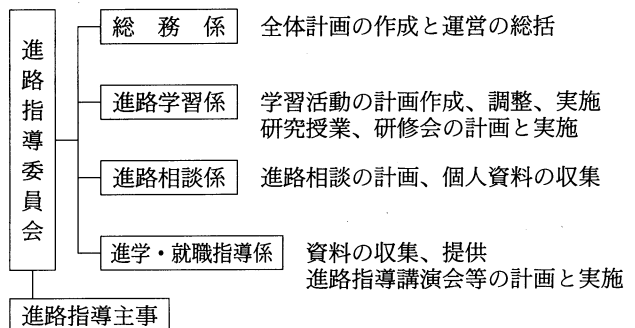 進路指導委員会
総務係 全体計画の作成と運営の総括
進路学習係 学習活動の計画作成、調整、実施
研究授業、研修会の計画と実施
進路相談係 進路相談の計画、個人資料の収集
進学・就職指導係 資料の収集、提供
進路指導講演会等の計画と実施
進路指導主事